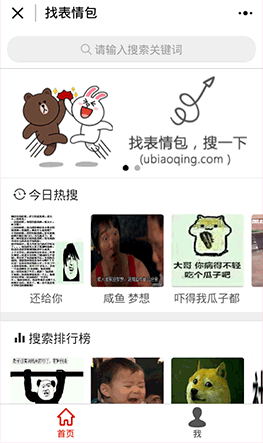 找表情包
请输入搜索关键词
找表情包，搜一下
(ubiaoqing.com)
今日热搜
大哥 你病得不轻
吃个瓜子吧
还给你
咸鱼 梦想
吓得我瓜子都
搜索排行榜
首页
我